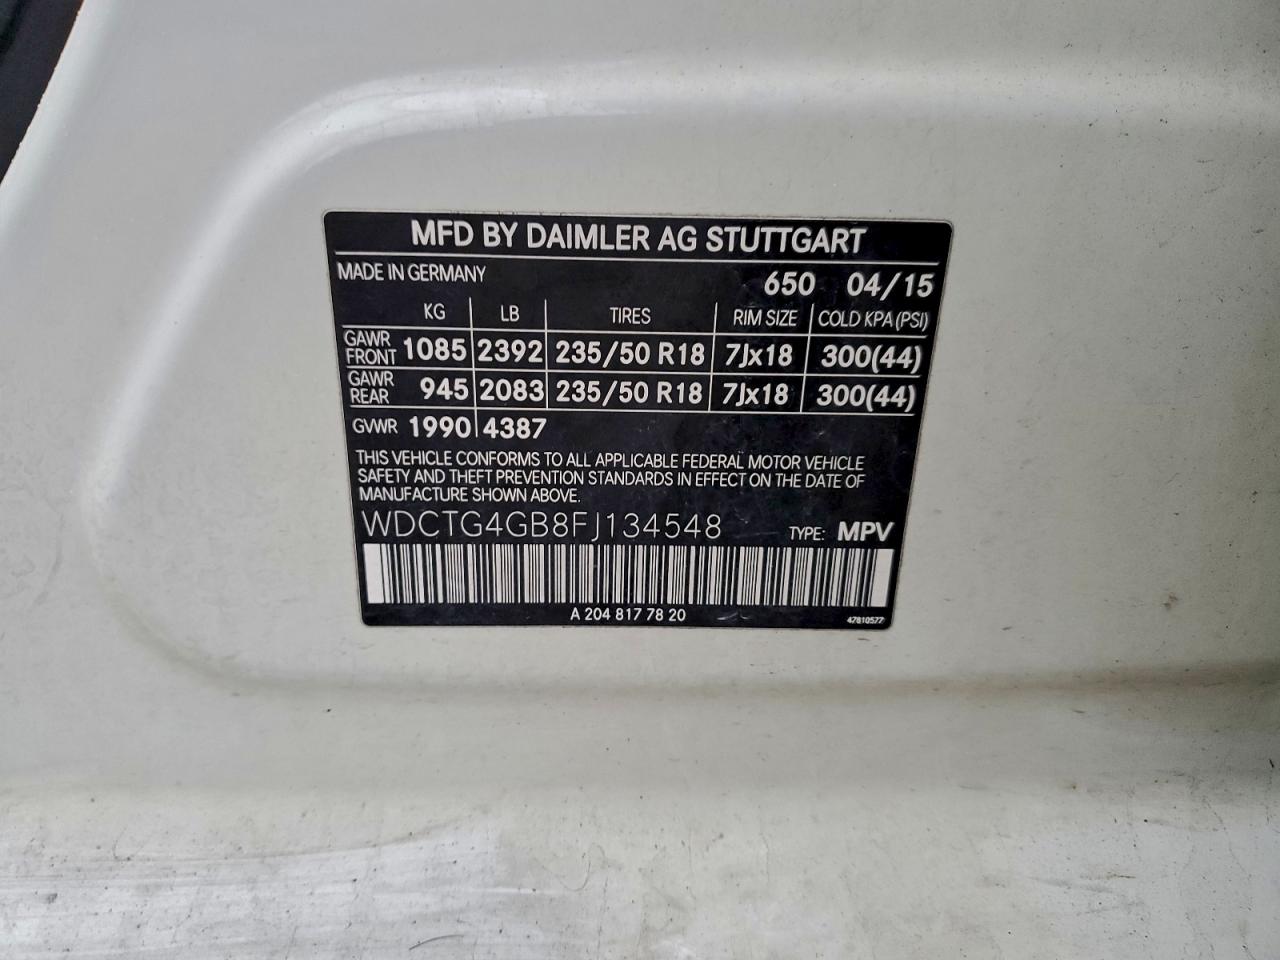 MFD BY DAIMLER AG STUTTGART
MADE IN GERMANY 650 04/15
KG LB TIRES RIM SIZE COLD KPA(PSI)
GAWR FRONT 1085 2392 235/50 R18 7Jx18 300(44)
GAWR REAR 945 2083 235/50 R18 7Jx18 300(44)
GVWR 1990 4387
THIS VEHICLE CONFORMS TO ALL APPLICABLE FEDERAL MOTOR VEHICLE
SAFETY AND THEFT PREVENTION STANDARDS IN EFFECT ON THE DATE OF
MANUFACTURE SHOWN ABOVE.
WDCTG4GB8FJ134548 TYPE: MPV
A 204 817 78 20 47810577